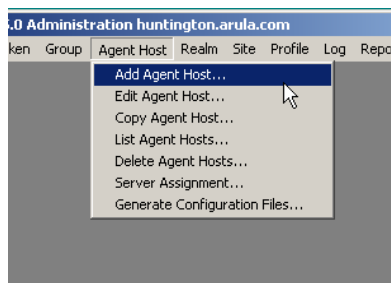 5.0 Administration huntington.arula.com
ken Group Agent Host Realm Site Profile Log Repo
Add Agent Host...
Edit Agent Host...
Copy Agent Host...
List Agent Hosts...
Delete Agent Hosts...
Server Assignment...
Generate Configuration Files...